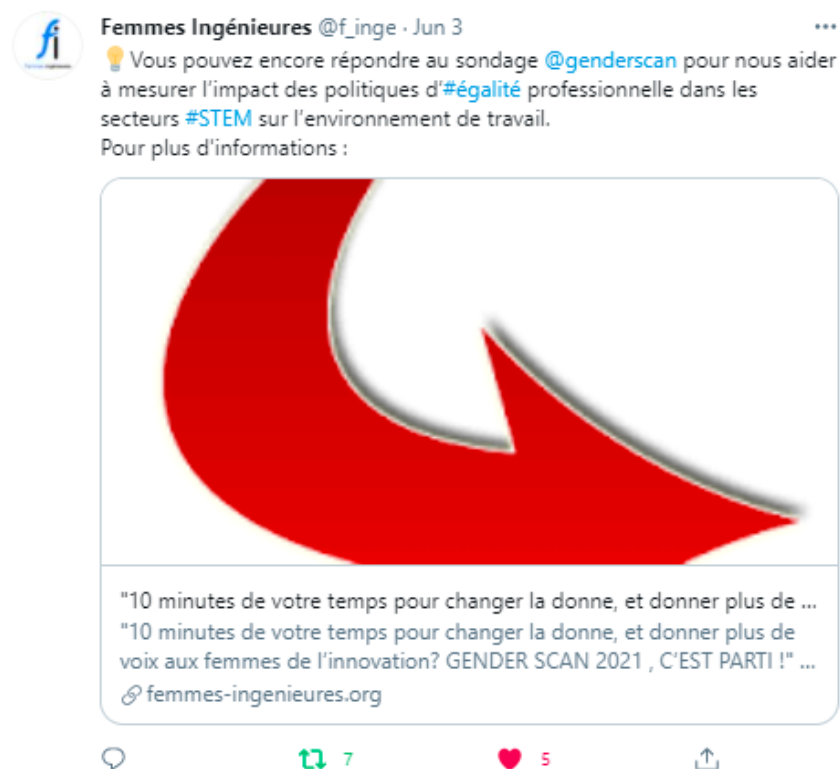 Femmes Ingénieures @f_inge · Jun 3
Vous pouvez encore répondre au sondage @genderscan pour nous aider
à mesurer l'impact des politiques d'#égalité professionnelle dans les
secteurs #STEM sur l'environnement de travail.
Pour plus d'informations :
"10 minutes de votre temps pour changer la donne, et donner plus de ...
"10 minutes de votre temps pour changer la donne, et donner plus de
voix aux femmes de l'innovation? GENDER SCAN 2021 , C'EST PARTI !" ...
femmes-ingenieures.org
7 5